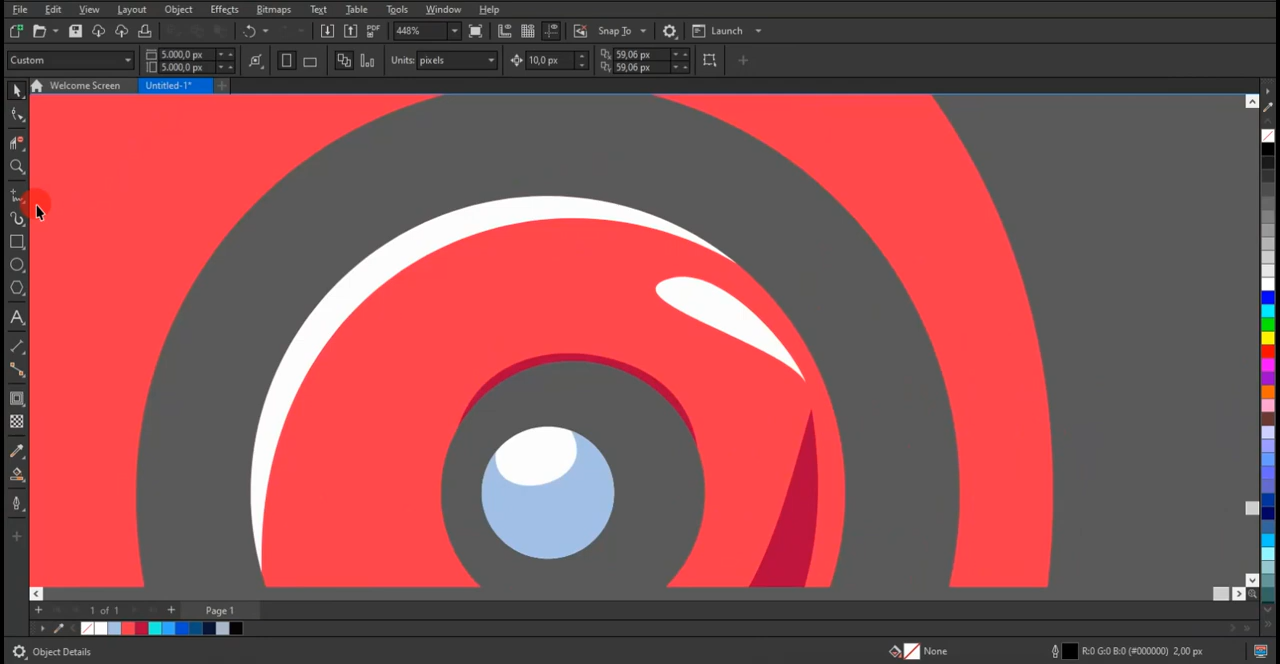 File Edit View Layout Object Effects Bitmaps Text Table Tools Window Help
PDF 448% Snap To Launch
Custom 5.000,0 px 5.000,0 px Units: pixels 10,0 px 59,06 px 59,06 px
Welcome Screen Untitled-1*
A
1 of 1 Page 1
Object Details None R:0 G:0 B:0 (#000000) 2,00 px